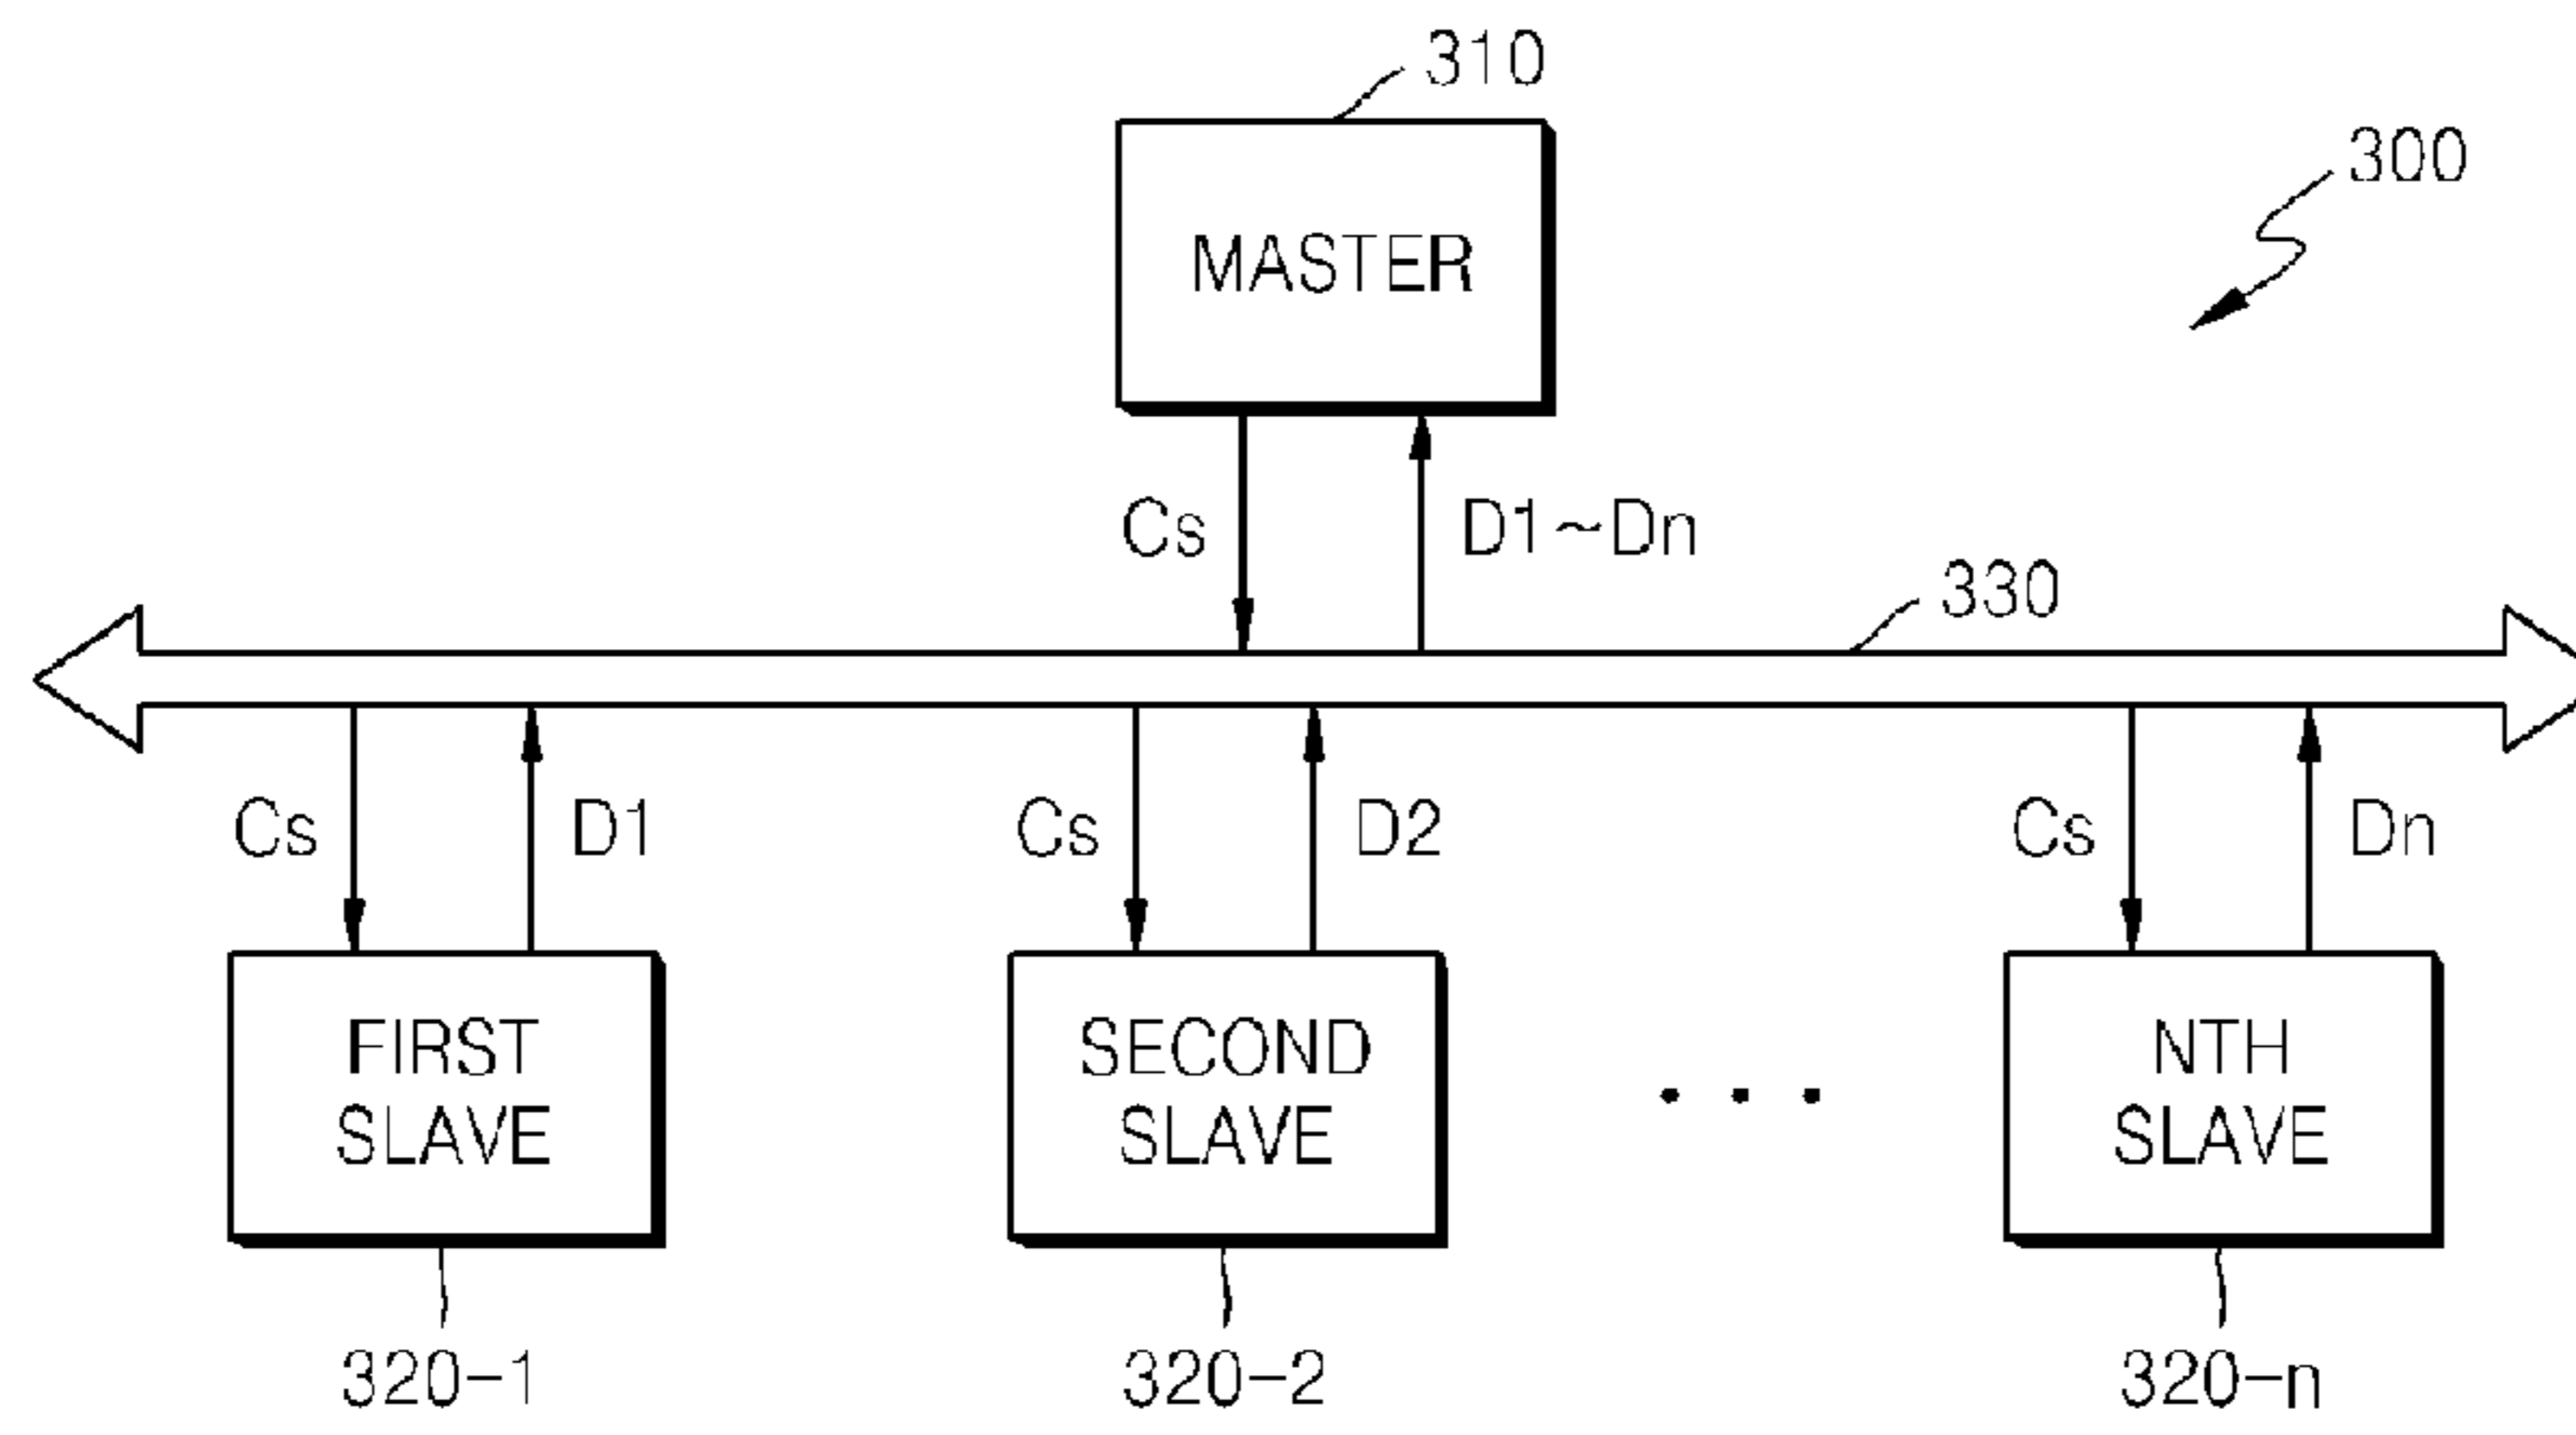 310
300
MASTER
Cs
D1~Dn
330
Cs
D1
Cs
D2
Cs
Dn
FIRST
SLAVE
SECOND
SLAVE
. . .
NTH
SLAVE
320-1
320-2
320-n